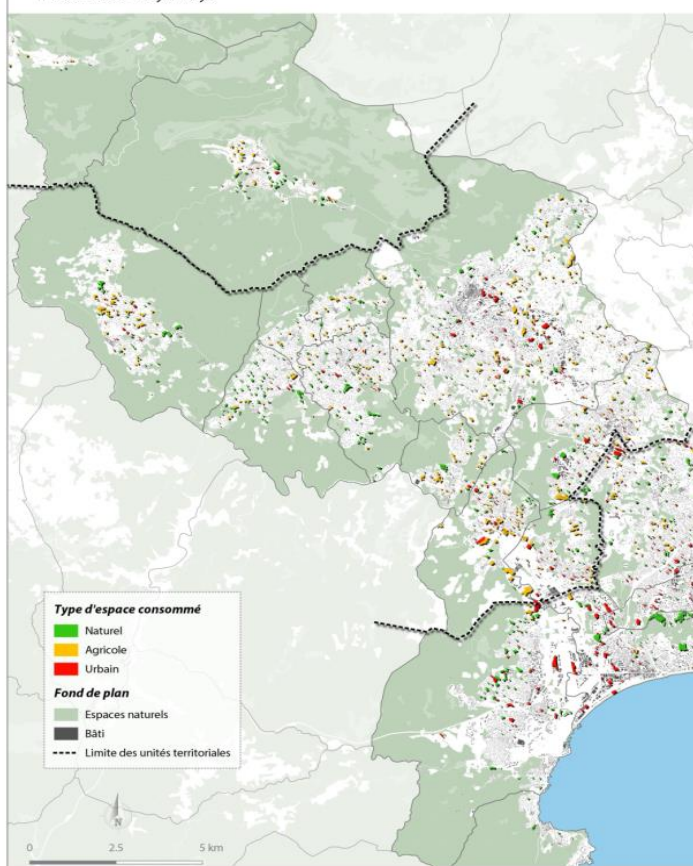 Type d'espace consommé
Naturel
Agricole
Urbain
Fond de plan
Espaces naturels
Bâti
Limite des unités territoriales
N
0 2.5 5 km